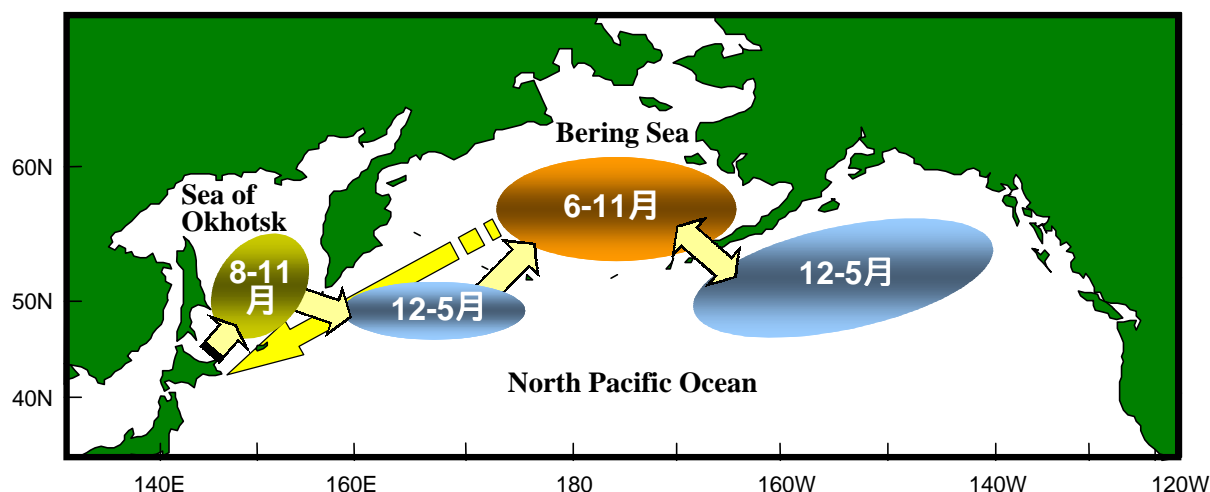 Bering Sea
60N
Sea of
Okhotsk
6-11月
8-11
月
12-5月
12-5月
50N
North Pacific Ocean
40N
140E
160E
180
160W
140W
120W